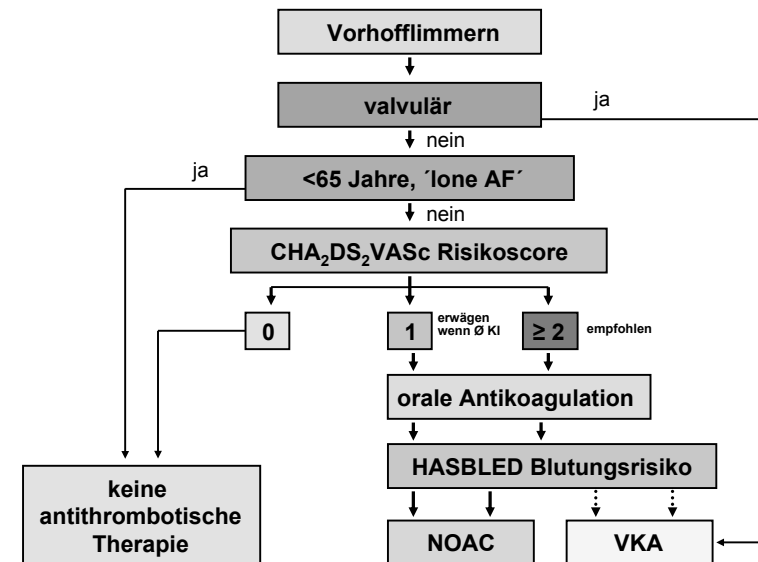 Vorhofflimmern
valvulär
ja
nein
ja
<65 Jahre, ´lone AF´
nein
CHA₂DS₂VASc Risikoscore
0
1
erwägen
wenn Ø KI
≥ 2
empfohlen
orale Antikoagulation
HASBLED Blutungsrisiko
keine
antithrombotische
Therapie
NOAC
VKA